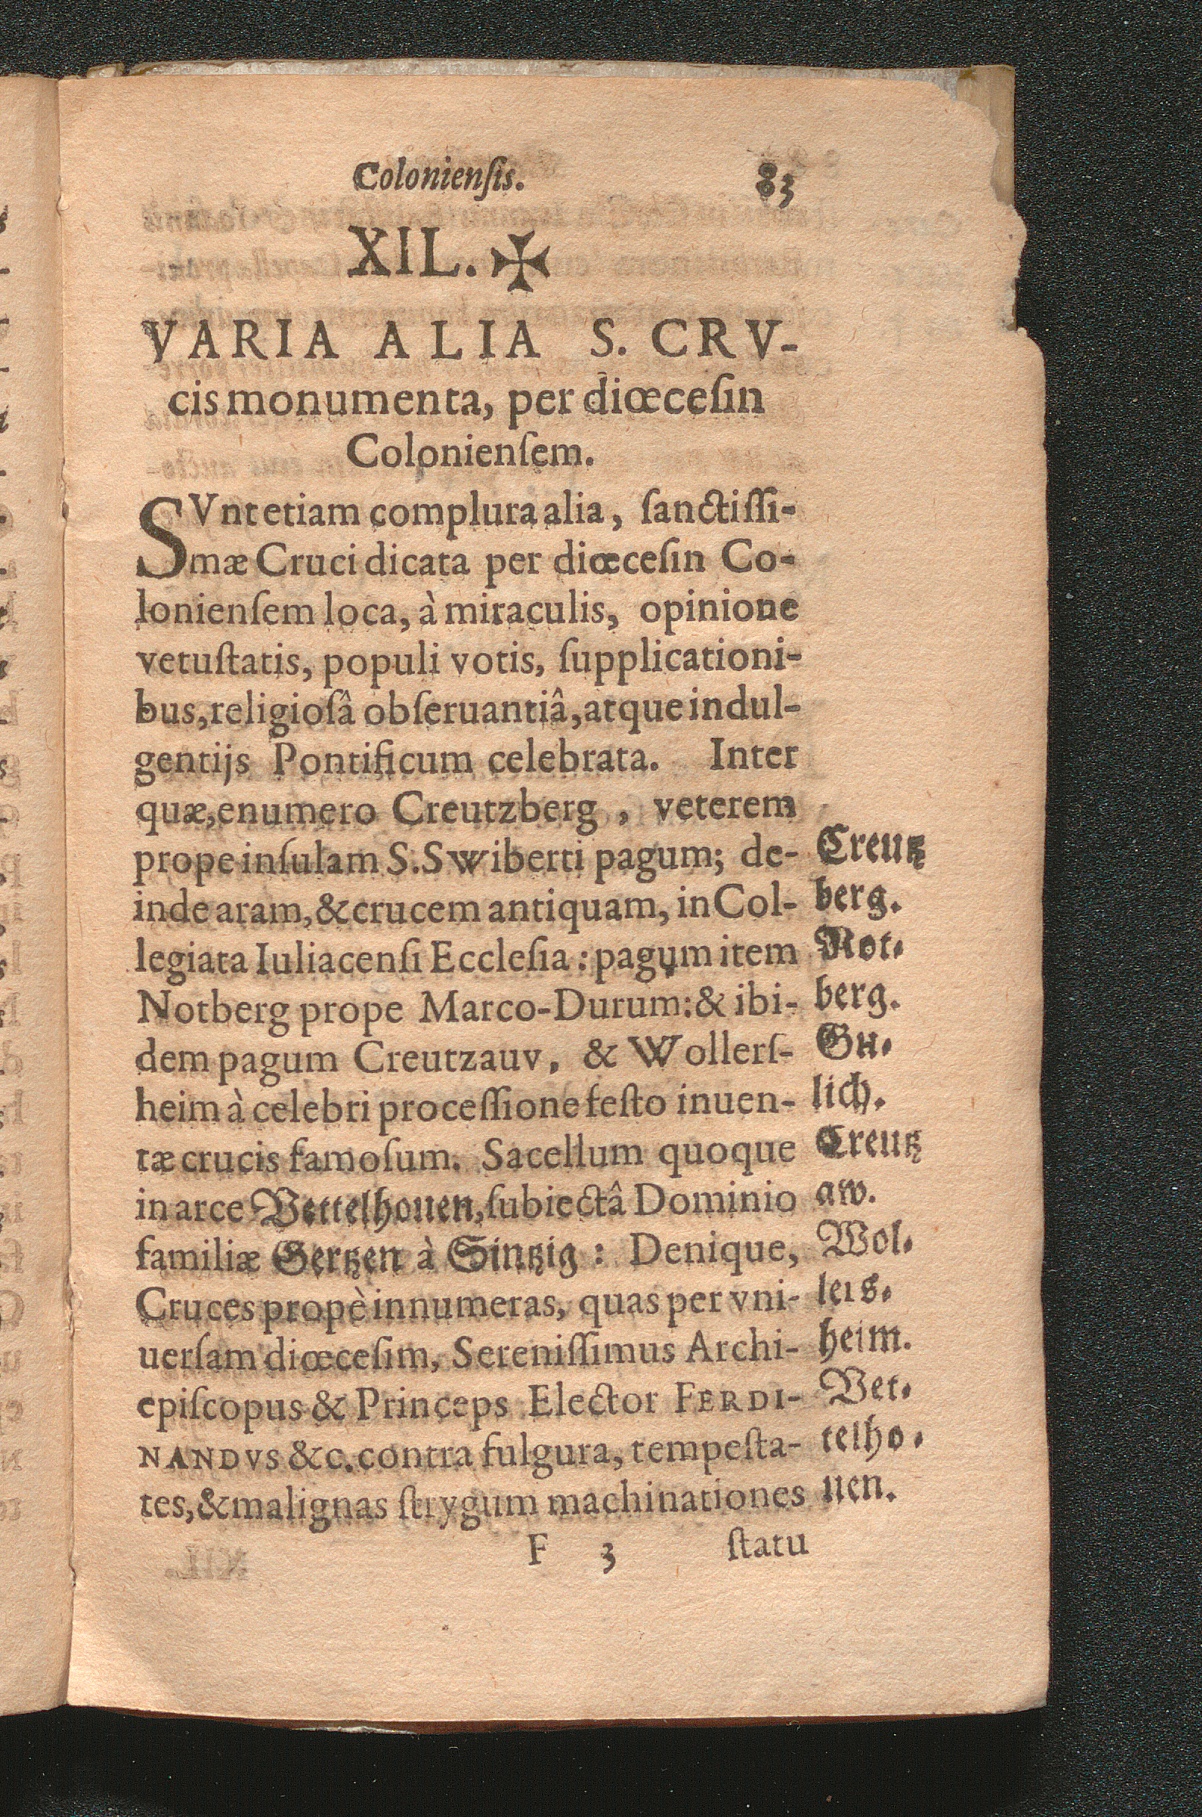 Colonienſis. 83
XIL. ✠
VARIA ALIA S. CRV-
cis monumenta, per diœceſin
Colonienſem.
SVnt etiam complura alia, ſanctiſſi-
mæ Cruci dicata per diœceſin Co-
lonienſem loca, à miraculis, opinione
vetuſtatis, populi votis, ſupplicationi-
bus, religioſâ obſeruantiâ, atque indul-
gentijs Pontificum celebrata. Inter
quæ, enumero Creutzberg, veterem
prope inſulam S. Swiberti pagum; de-
inde aram, & crucem antiquam, in Col-
legiata Iuliacenſi Eccleſia: pagum item
Notberg prope Marco-Durum: & ibi-
dem pagum Creutzauv, & Wollerſ-
heim à celebri proceſſione feſto inuen-
tæ crucis famoſum. Sacellum quoque
in arce Vettelhouen, ſubiectâ Dominio
familiæ Gertzen à Sintzig: Denique,
Cruces propè innumeras, quas per vni-
uerſam diœceſim, Sereniſſimus Archi-
epiſcopus & Princeps Elector FERDI-
NANDVS &c. contra fulgura, tempeſta-
tes, & malignas ſtrygum machinationes
F 3 ſtatu
Creutz
berg.
Not-
berg.
Gu-
lich.
Creutz
aw.
Wol-
lers-
heim.
Vet-
telho-
uen.